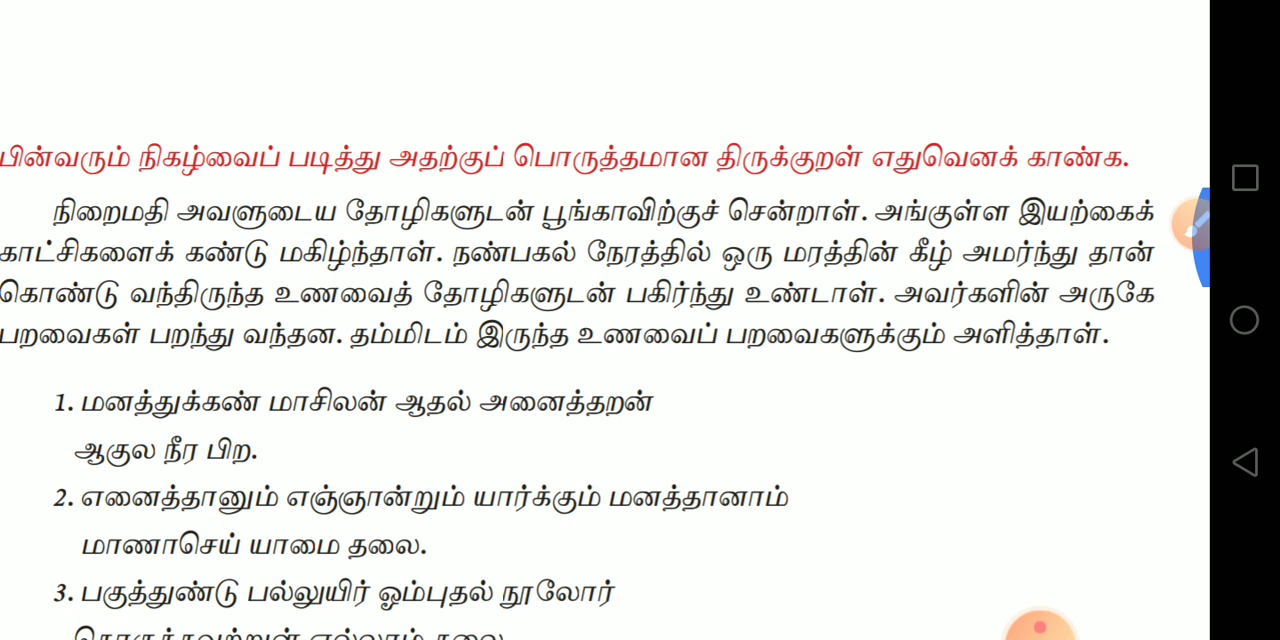 பின்வரும் நிகழ்வைப் படித்து அதற்குப் பொருத்தமான திருக்குறள் எதுவெனக் காண்க.
நிறைமதி அவளுடைய தோழிகளுடன் பூங்காவிற்குச் சென்றாள். அங்குள்ள இயற்கைக்
காட்சிகளைக் கண்டு மகிழ்ந்தாள். நண்பகல் நேரத்தில் ஒரு மரத்தின் கீழ் அமர்ந்து தான்
கொண்டு வந்திருந்த உணவைத் தோழிகளுடன் பகிர்ந்து உண்டாள். அவர்களின் அருகே
பறவைகள் பறந்து வந்தன. தம்மிடம் இருந்த உணவைப் பறவைகளுக்கும் அளித்தாள்.
1. மனத்துக்கண் மாசிலன் ஆதல் அனைத்தறன்
ஆகுல நீர பிற.
2. எனைத்தானும் எஞ்ஞான்றும் யார்க்கும் மனத்தானாம்
மாணாசெய் யாமை தலை.
3. பகுத்துண்டு பல்லுயிர் ஓம்புதல் நூலோர்
தொகுத்தவற்றுள் எல்லாம் தலை